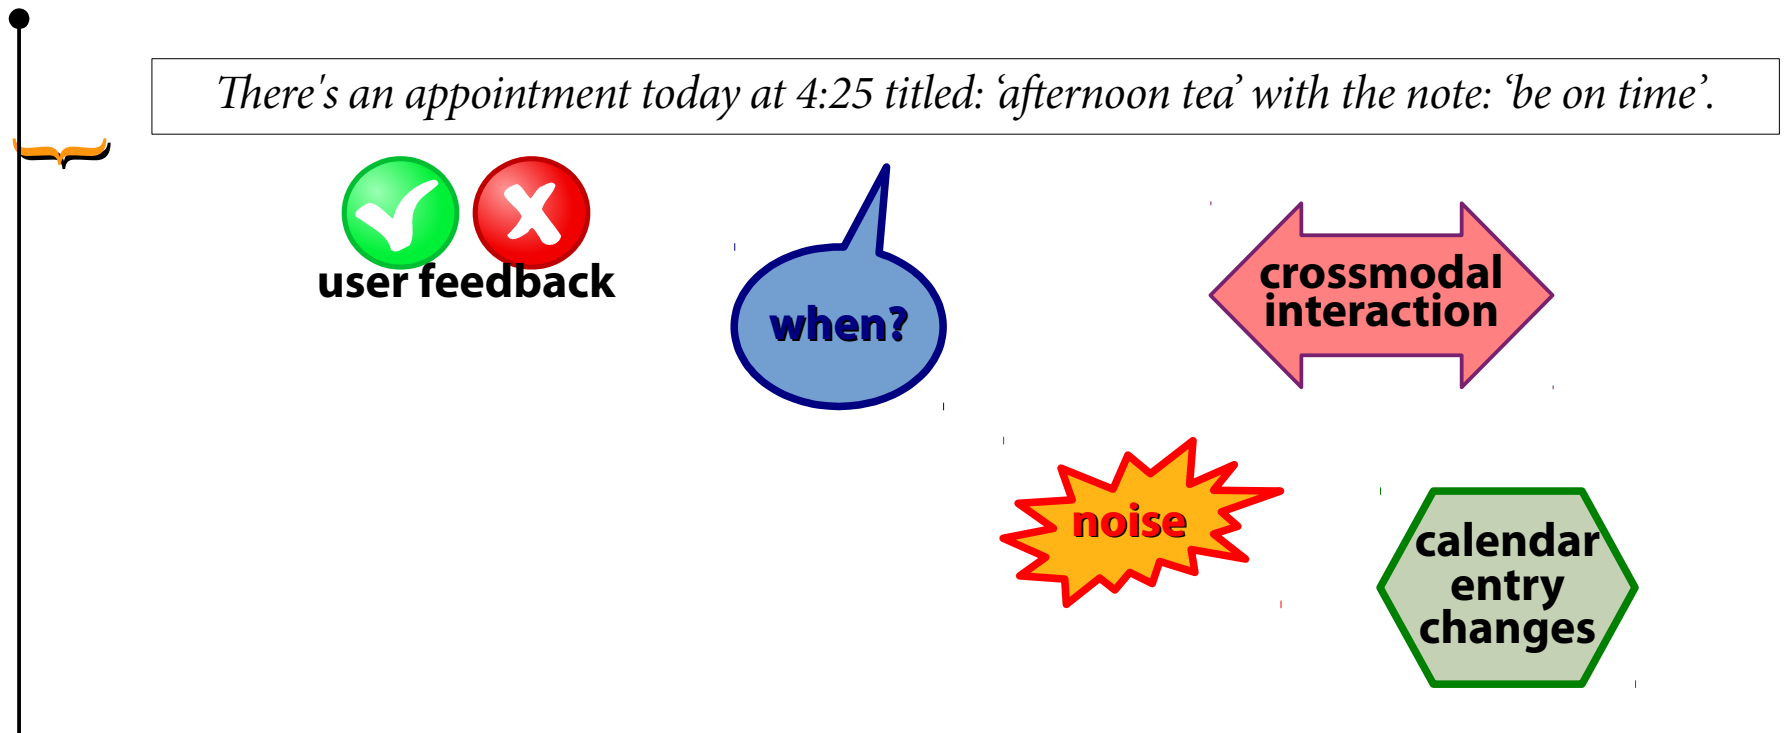 There's an appointment today at 4:25 titled: ‘afternoon tea’ with the note: ‘be on time’.
user feedback
when?
crossmodal
interaction
noise
calendar
entry
changes